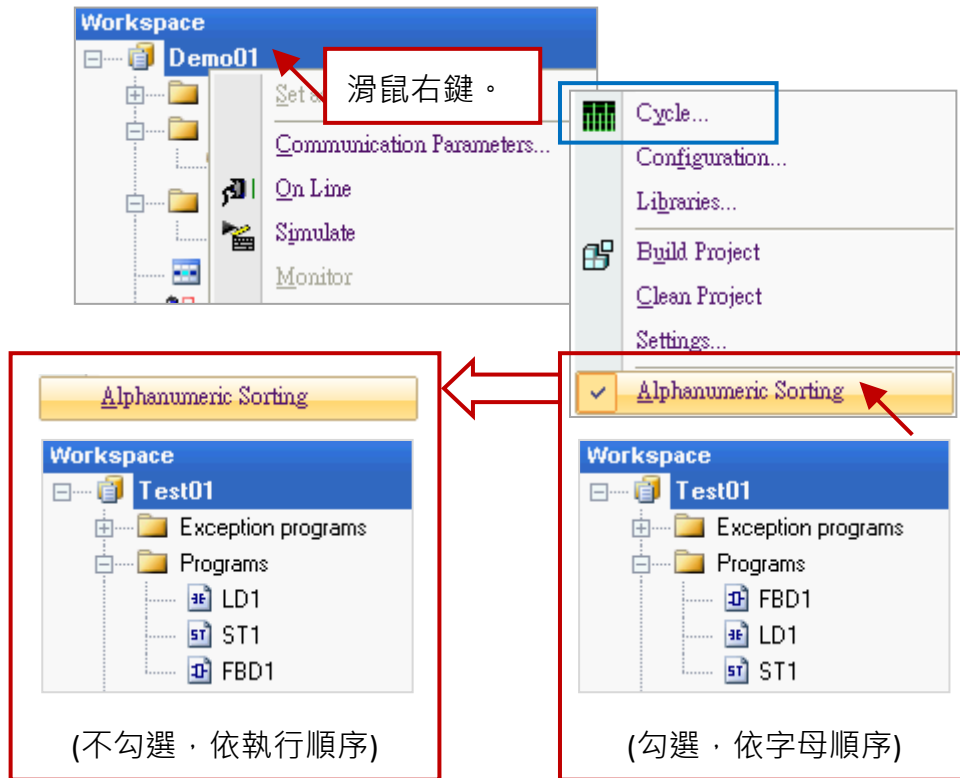 Workspace
Demo01
滑鼠右鍵。
Communication Parameters...
On Line
Simulate
Monitor
Cycle...
Configuration...
Libraries...
Build Project
Clean Project
Settings...
Alphanumeric Sorting
Alphanumeric Sorting
Workspace
Test01
Exception programs
Programs
LD1
ST1
FBD1
(不勾選，依執行順序)
Workspace
Test01
Exception programs
Programs
FBD1
LD1
ST1
(勾選，依字母順序)